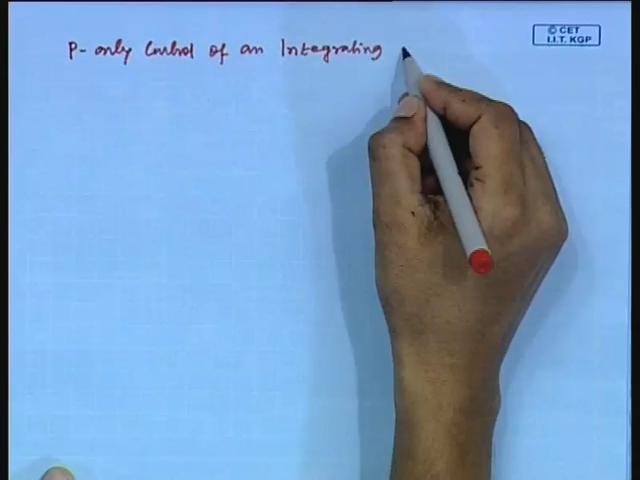 P- only Control of an Integrating
© CET
I.I.T. KGP